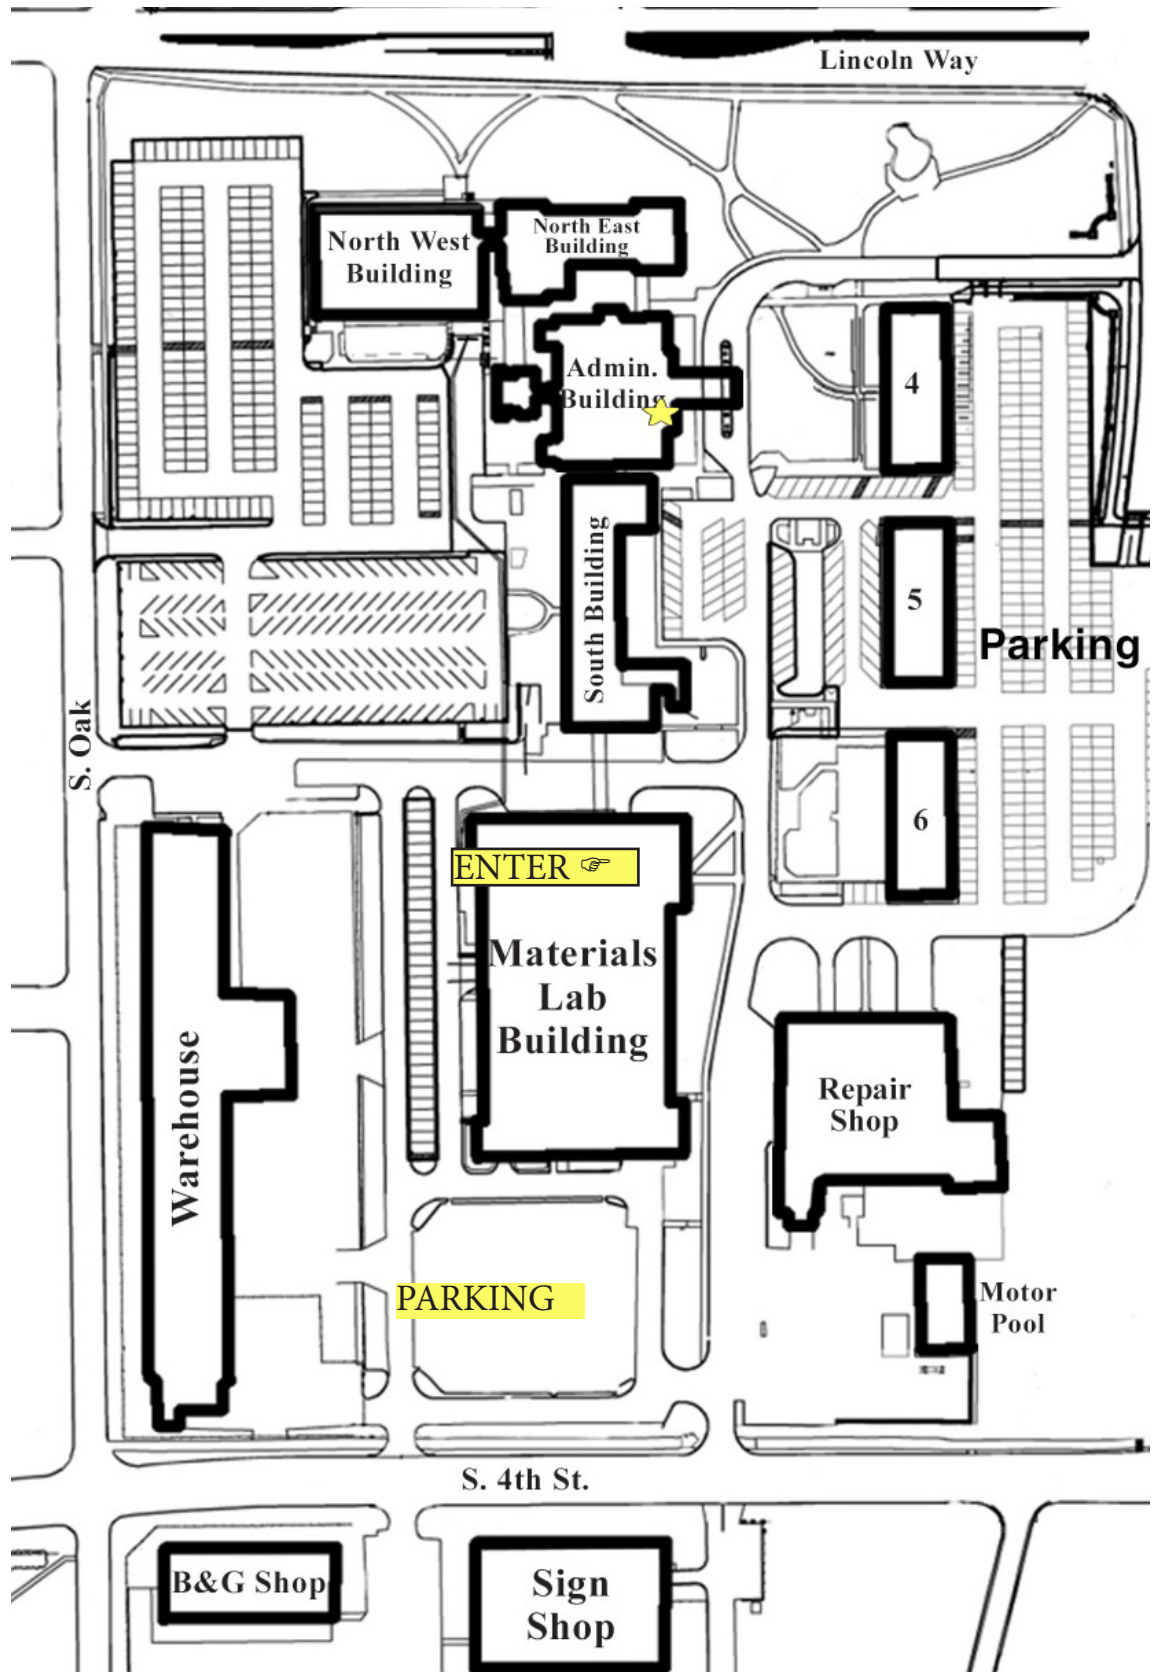 Lincoln Way
North West
Building
North East
Building
Admin.
Building
4
South Building
5
Parking
S. Oak
6
ENTER ☞
Materials
Lab
Building
Warehouse
Repair
Shop
PARKING
Motor
Pool
S. 4th St.
B&G Shop
Sign
Shop